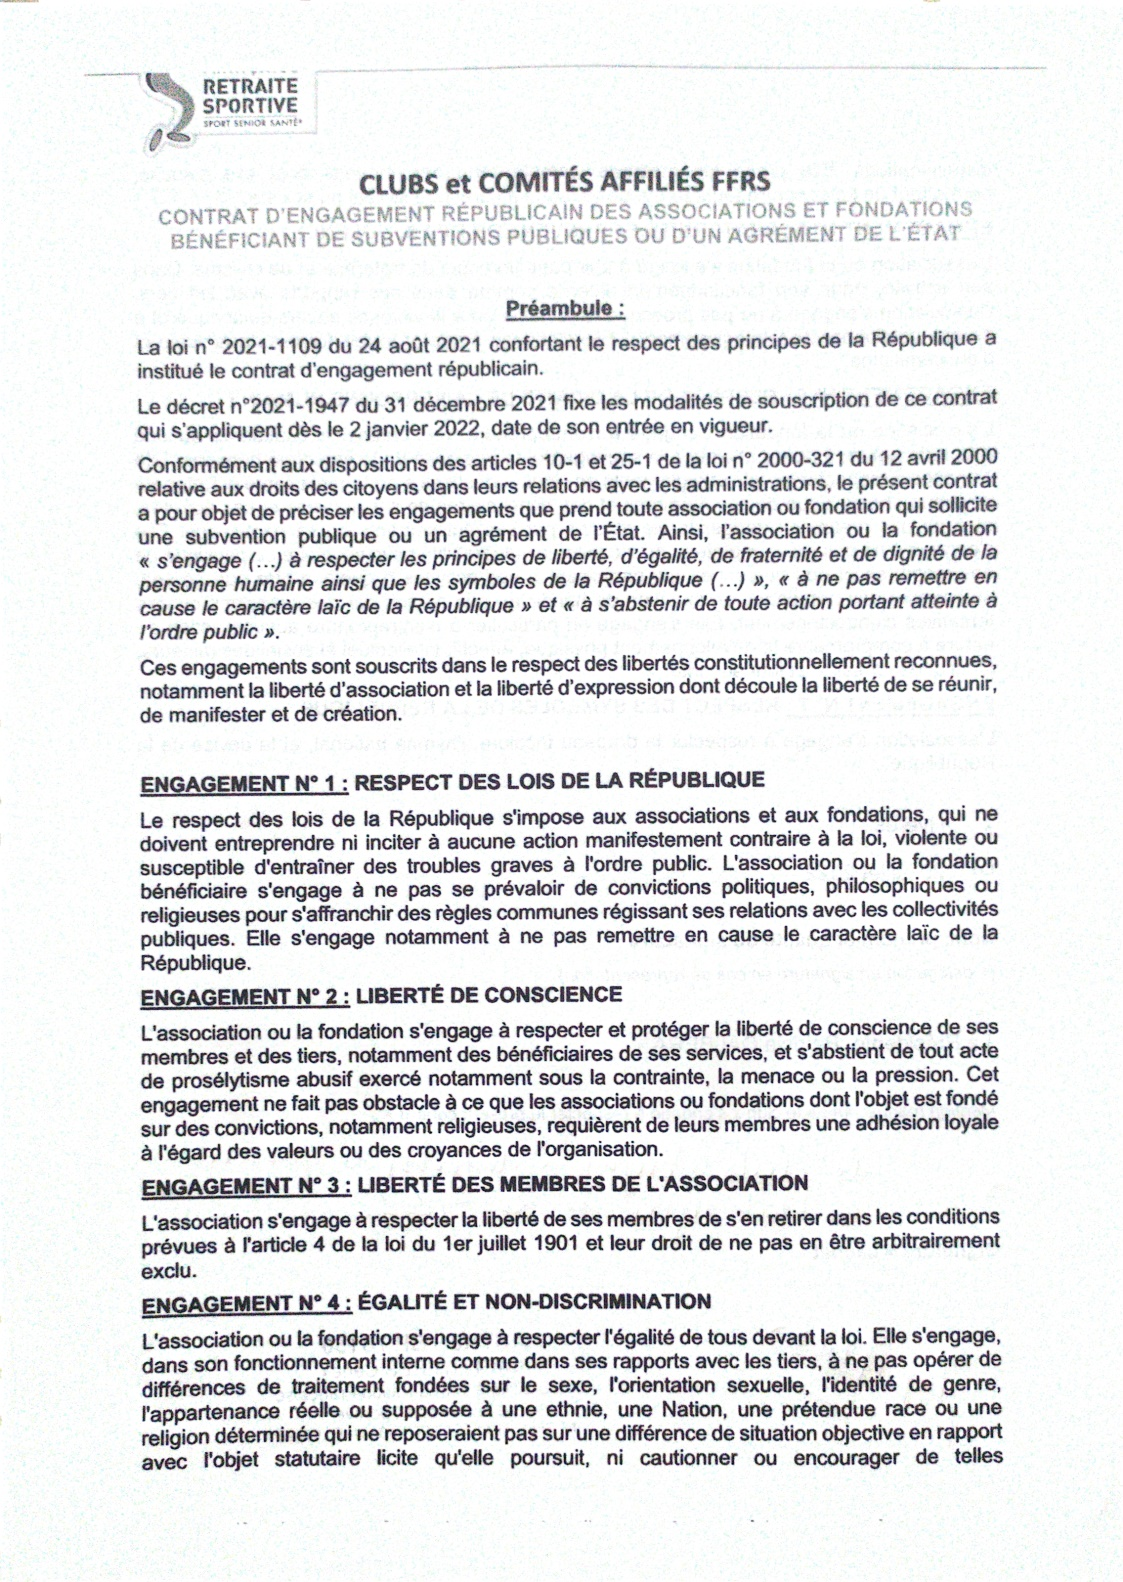 RETRAITE
SPORTIVE
SPORT SENIOR SANTÉ®
CLUBS et COMITÉS AFFILIÉS FFRS
CONTRAT D'ENGAGEMENT RÉPUBLICAIN DES ASSOCIATIONS ET FONDATIONS
BÉNÉFICIANT DE SUBVENTIONS PUBLIQUES OU D'UN AGRÉMENT DE L'ÉTAT
Préambule :
La loi n° 2021-1109 du 24 août 2021 confortant le respect des principes de la République a
institué le contrat d'engagement républicain.
Le décret n°2021-1947 du 31 décembre 2021 fixe les modalités de souscription de ce contrat
qui s'appliquent dès le 2 janvier 2022, date de son entrée en vigueur.
Conformément aux dispositions des articles 10-1 et 25-1 de la loi n° 2000-321 du 12 avril 2000
relative aux droits des citoyens dans leurs relations avec les administrations, le présent contrat
a pour objet de préciser les engagements que prend toute association ou fondation qui sollicite
une subvention publique ou un agrément de l'État. Ainsi, l'association ou la fondation
« s'engage (...) à respecter les principes de liberté, d'égalité, de fraternité et de dignité de la
personne humaine ainsi que les symboles de la République (...) », « à ne pas remettre en
cause le caractère laïc de la République » et « à s'abstenir de toute action portant atteinte à
l'ordre public ».
Ces engagements sont souscrits dans le respect des libertés constitutionnellement reconnues,
notamment la liberté d'association et la liberté d'expression dont découle la liberté de se réunir,
de manifester et de création.
ENGAGEMENT N° 1 : RESPECT DES LOIS DE LA RÉPUBLIQUE
Le respect des lois de la République s'impose aux associations et aux fondations, qui ne
doivent entreprendre ni inciter à aucune action manifestement contraire à la loi, violente ou
susceptible d'entraîner des troubles graves à l'ordre public. L'association ou la fondation
bénéficiaire s'engage à ne pas se prévaloir de convictions politiques, philosophiques ou
religieuses pour s'affranchir des règles communes régissant ses relations avec les collectivités
publiques. Elle s'engage notamment à ne pas remettre en cause le caractère laïc de la
République.
ENGAGEMENT N° 2 : LIBERTÉ DE CONSCIENCE
L'association ou la fondation s'engage à respecter et protéger la liberté de conscience de ses
membres et des tiers, notamment des bénéficiaires de ses services, et s'abstient de tout acte
de prosélytisme abusif exercé notamment sous la contrainte, la menace ou la pression. Cet
engagement ne fait pas obstacle à ce que les associations ou fondations dont l'objet est fondé
sur des convictions, notamment religieuses, requièrent de leurs membres une adhésion loyale
à l'égard des valeurs ou des croyances de l'organisation.
ENGAGEMENT N° 3 : LIBERTÉ DES MEMBRES DE L'ASSOCIATION
L'association s'engage à respecter la liberté de ses membres de s'en retirer dans les conditions
prévues à l'article 4 de la loi du 1er juillet 1901 et leur droit de ne pas en être arbitrairement
exclu.
ENGAGEMENT N° 4 : ÉGALITÉ ET NON-DISCRIMINATION
L'association ou la fondation s'engage à respecter l'égalité de tous devant la loi. Elle s'engage,
dans son fonctionnement interne comme dans ses rapports avec les tiers, à ne pas opérer de
différences de traitement fondées sur le sexe, l'orientation sexuelle, l'identité de genre,
l'appartenance réelle ou supposée à une ethnie, une Nation, une prétendue race ou une
religion déterminée qui ne reposeraient pas sur une différence de situation objective en rapport
avec l'objet statutaire licite qu'elle poursuit, ni cautionner ou encourager de telles